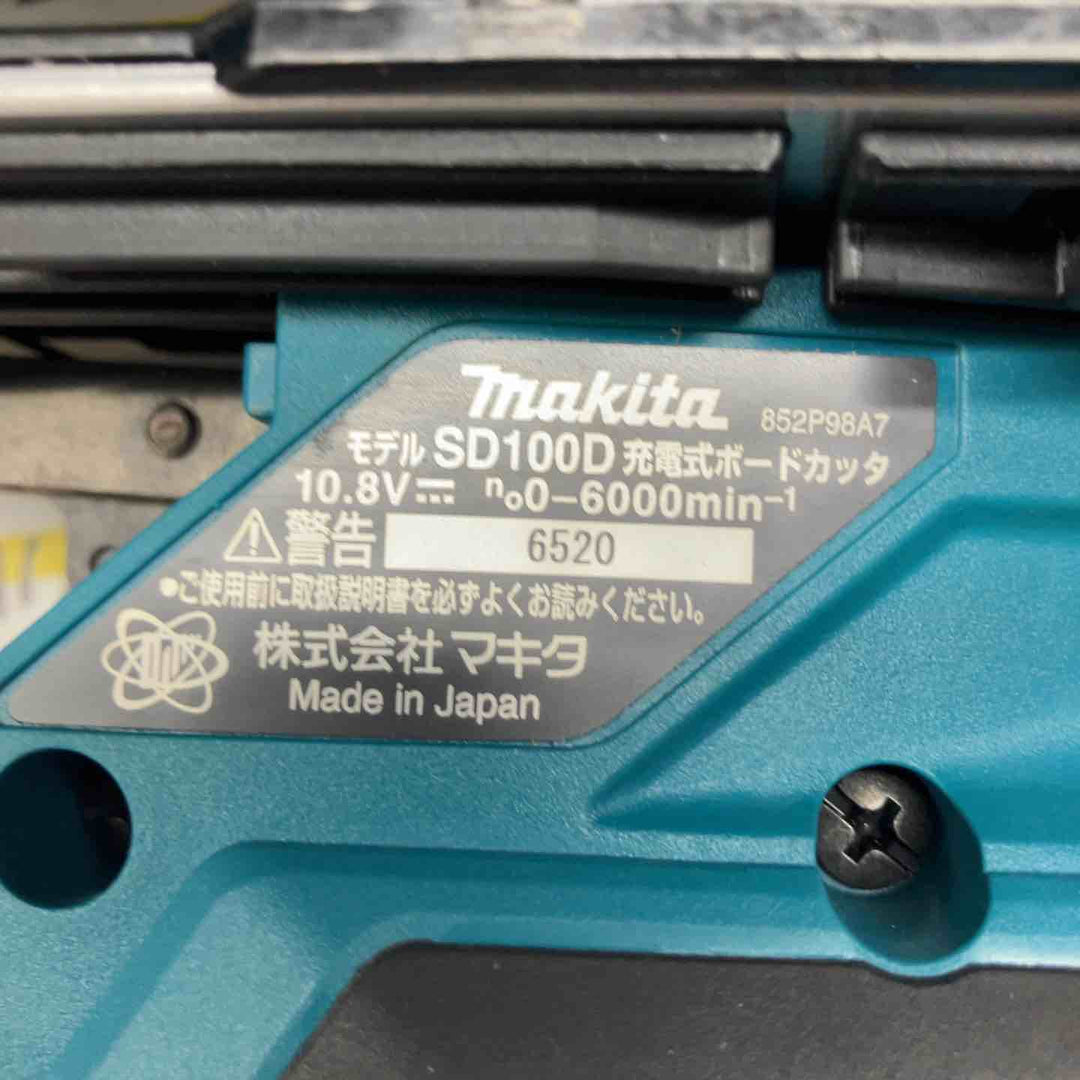 makita 852P98A7
モデル SD100D 充電式ボードカッタ
10.8V⎓ n₀0-6000min⁻¹
⚠警告 6520
●ご使用前に取扱説明書を必ずよくお読みください。
株式会社マキタ
Made in Japan